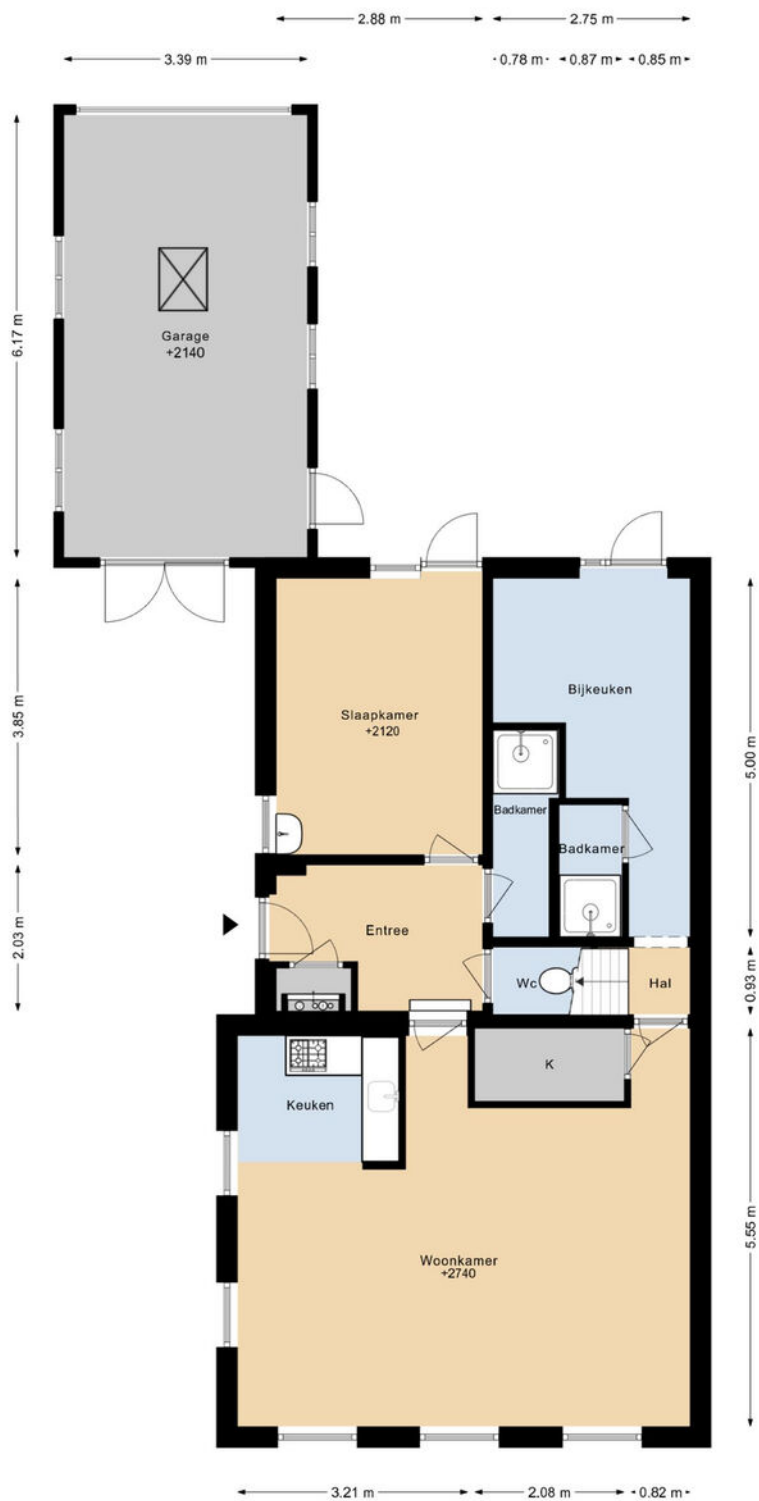 2.88 m
2.75 m
3.39 m
0.78 m
0.87 m
0.85 m
6.17 m
Garage
+2140
3.85 m
Slaapkamer
+2120
Bijkeuken
5.00 m
Badkamer
Badkamer
2.03 m
Entree
Wc
Hal
0.93 m
K
Keuken
5.55 m
Woonkamer
+2740
3.21 m
2.08 m
0.82 m